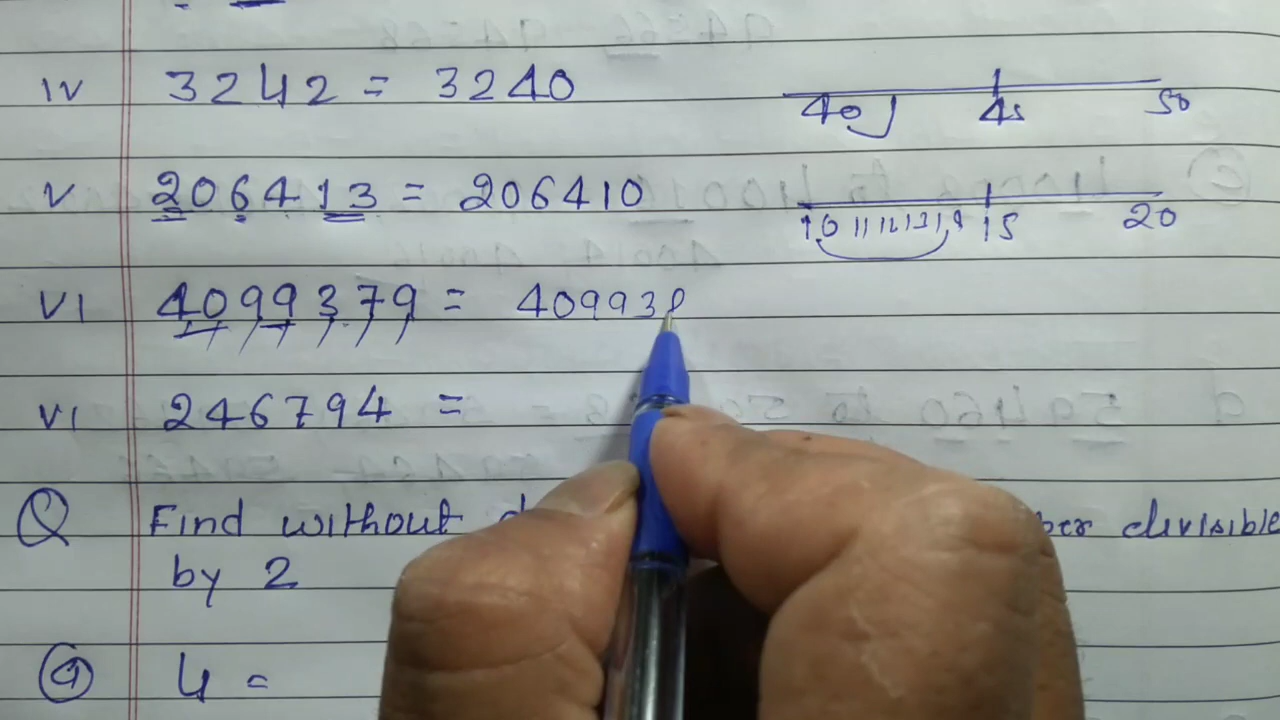 IV 3242 = 3240 40 45 50
V 206413 = 206410 10 11 12 13 15 20
VI 4099379 = 409938
VI 246794 =
Q Find without divisible
by 2
a 4 =